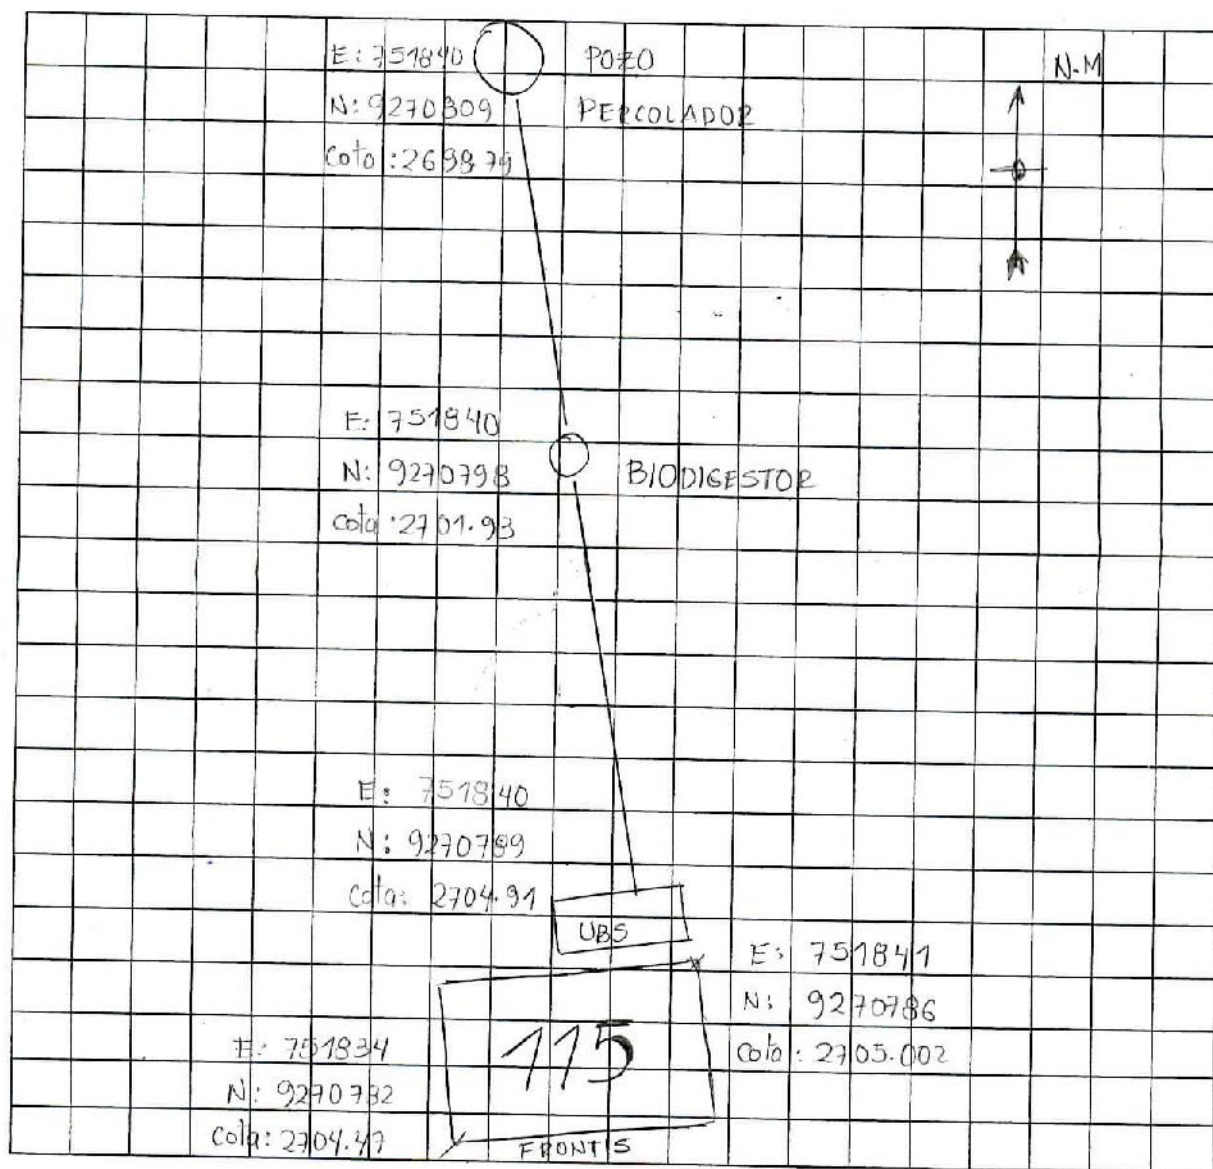 E: 751840
N: 9270809
Cota: 2698.79
POZO
PERCOLADOR
N.M
E: 751840
N: 9270798
cota: 2701.93
BIODIGESTOR
E: 751840
N: 9270789
Cota: 2704.91
UBS
E: 751841
N: 9270786
Cota: 2705.002
115
E: 751834
N: 9270782
Cota: 2704.47
FRONTIS